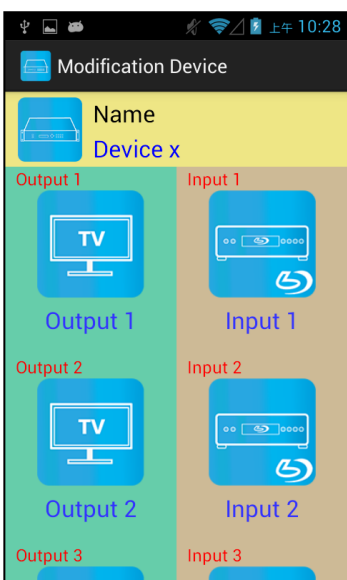 上午 10:28
Modification Device
Name
Device x
Output 1
Input 1
TV
Output 1
Input 1
Output 2
Input 2
TV
Output 2
Input 2
Output 3
Input 3